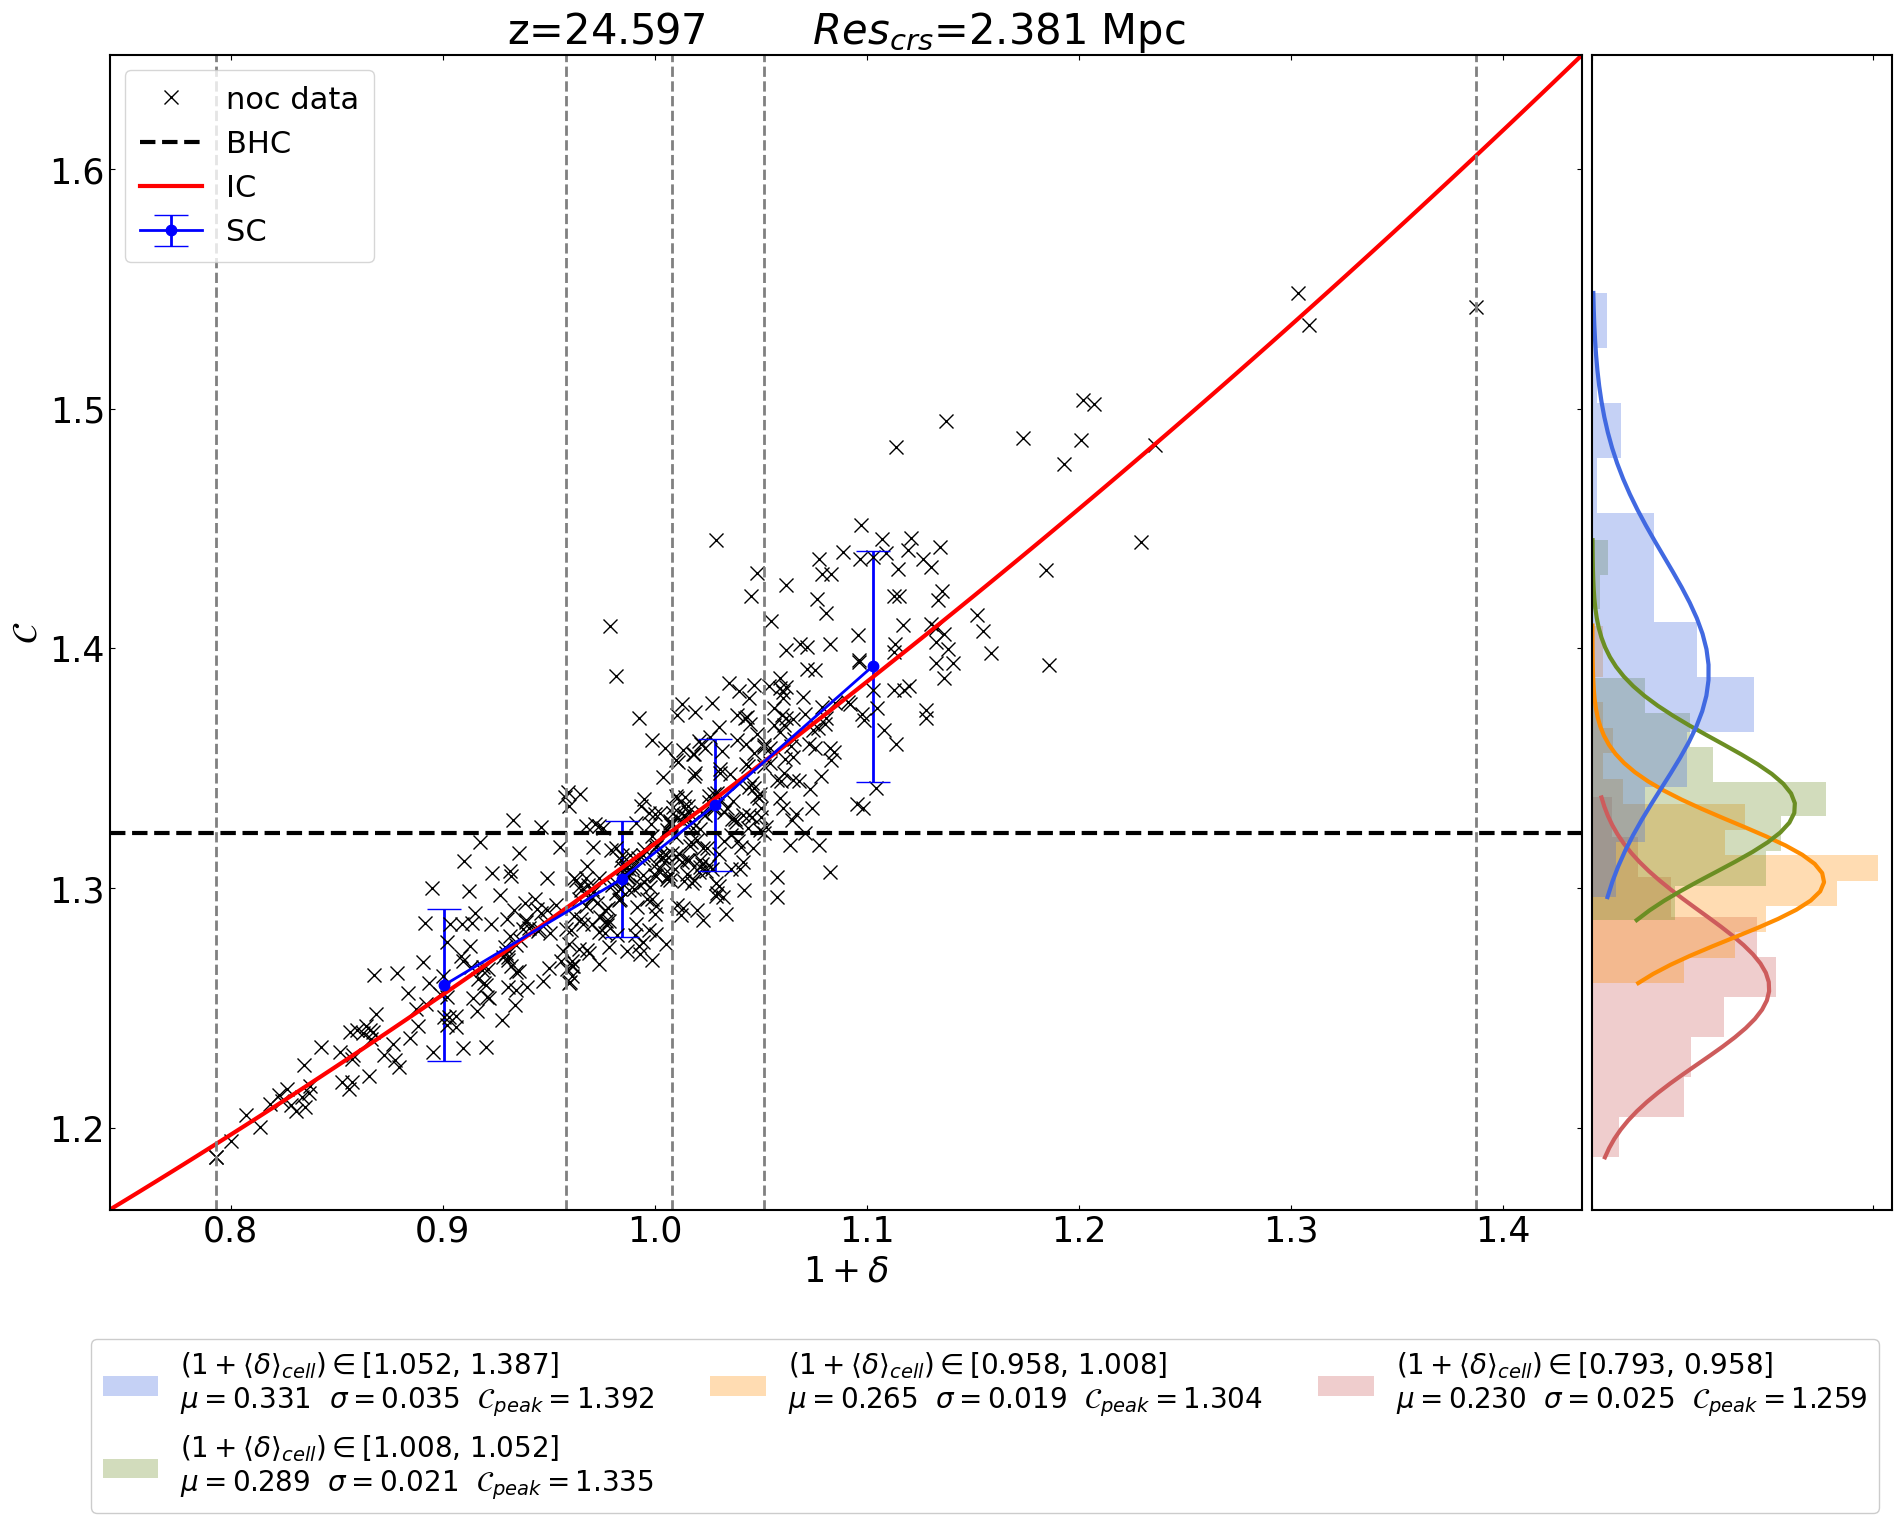 z=24.597 Res_crs=2.381 Mpc
noc data
BHC
IC
SC
𝒞
1.6
1.5
1.4
1.3
1.2
0.8 0.9 1.0 1.1 1.2 1.3 1.4
1 + δ
(1 + ⟨δ⟩_cell) ∈ [1.052, 1.387]
μ = 0.331 σ = 0.035 𝒞_peak = 1.392
(1 + ⟨δ⟩_cell) ∈ [1.008, 1.052]
μ = 0.289 σ = 0.021 𝒞_peak = 1.335
(1 + ⟨δ⟩_cell) ∈ [0.958, 1.008]
μ = 0.265 σ = 0.019 𝒞_peak = 1.304
(1 + ⟨δ⟩_cell) ∈ [0.793, 0.958]
μ = 0.230 σ = 0.025 𝒞_peak = 1.259